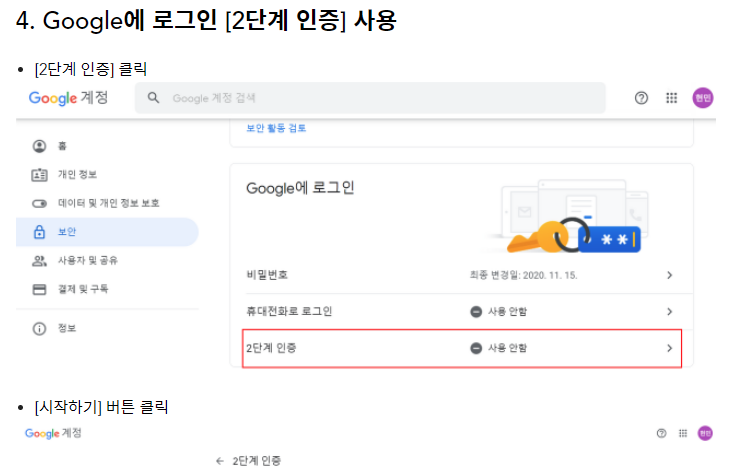 4. Google에 로그인 [2단계 인증] 사용
• [2단계 인증] 클릭
Google 계정
Google 계정 검색
현민
보안 활동 검토
홈
개인 정보
데이터 및 개인 정보 보호
보안
사용자 및 공유
결제 및 구독
정보
Google에 로그인
**
비밀번호 최종 변경일: 2020. 11. 15.
휴대전화로 로그인 사용 안함
2단계 인증 사용 안함
• [시작하기] 버튼 클릭
Google 계정
현민
← 2단계 인증